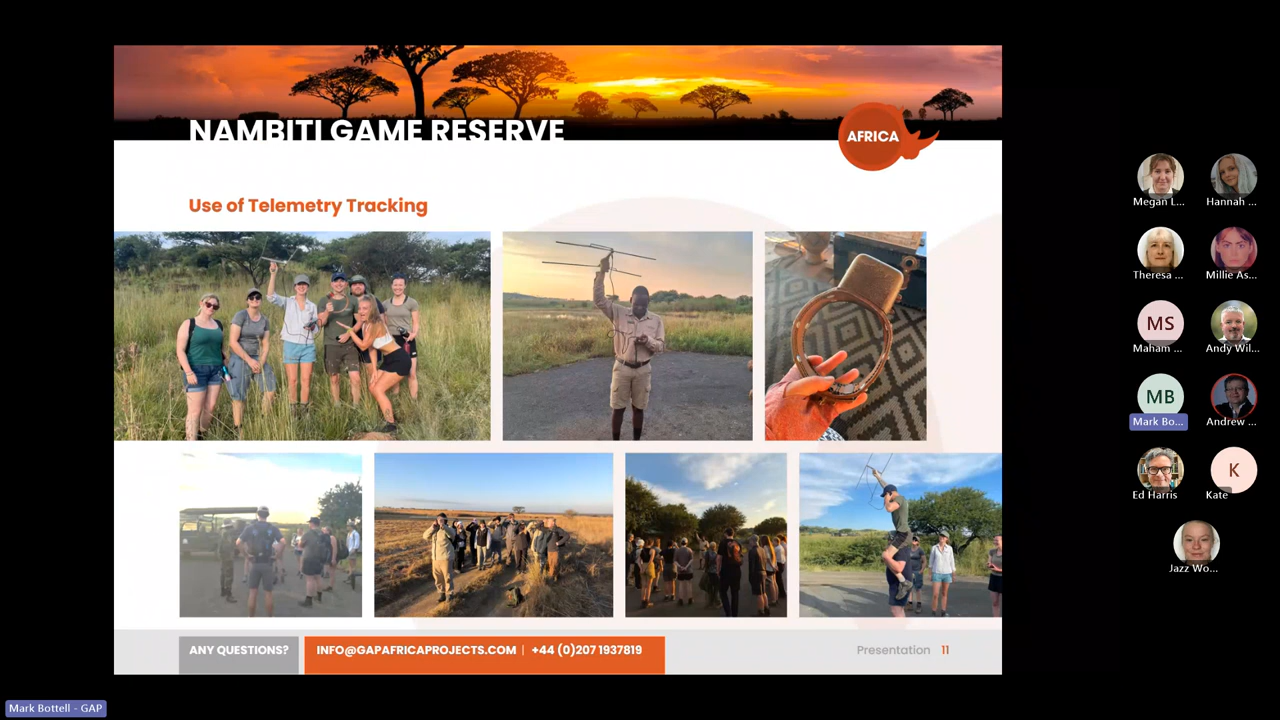 NAMBITI GAME RESERVE
AFRICA
Use of Telemetry Tracking
ANY QUESTIONS?
INFO@GAPAFRICAPROJECTS.COM | +44 (0)207 1937819
Presentation 11
Megan L...
Hannah ...
Theresa ...
Millie As...
MS
Maham ...
Andy Wil...
MB
Mark Bo...
Andrew ...
Ed Harris
K
Kate
Jazz Wo...
Mark Bottell - GAP